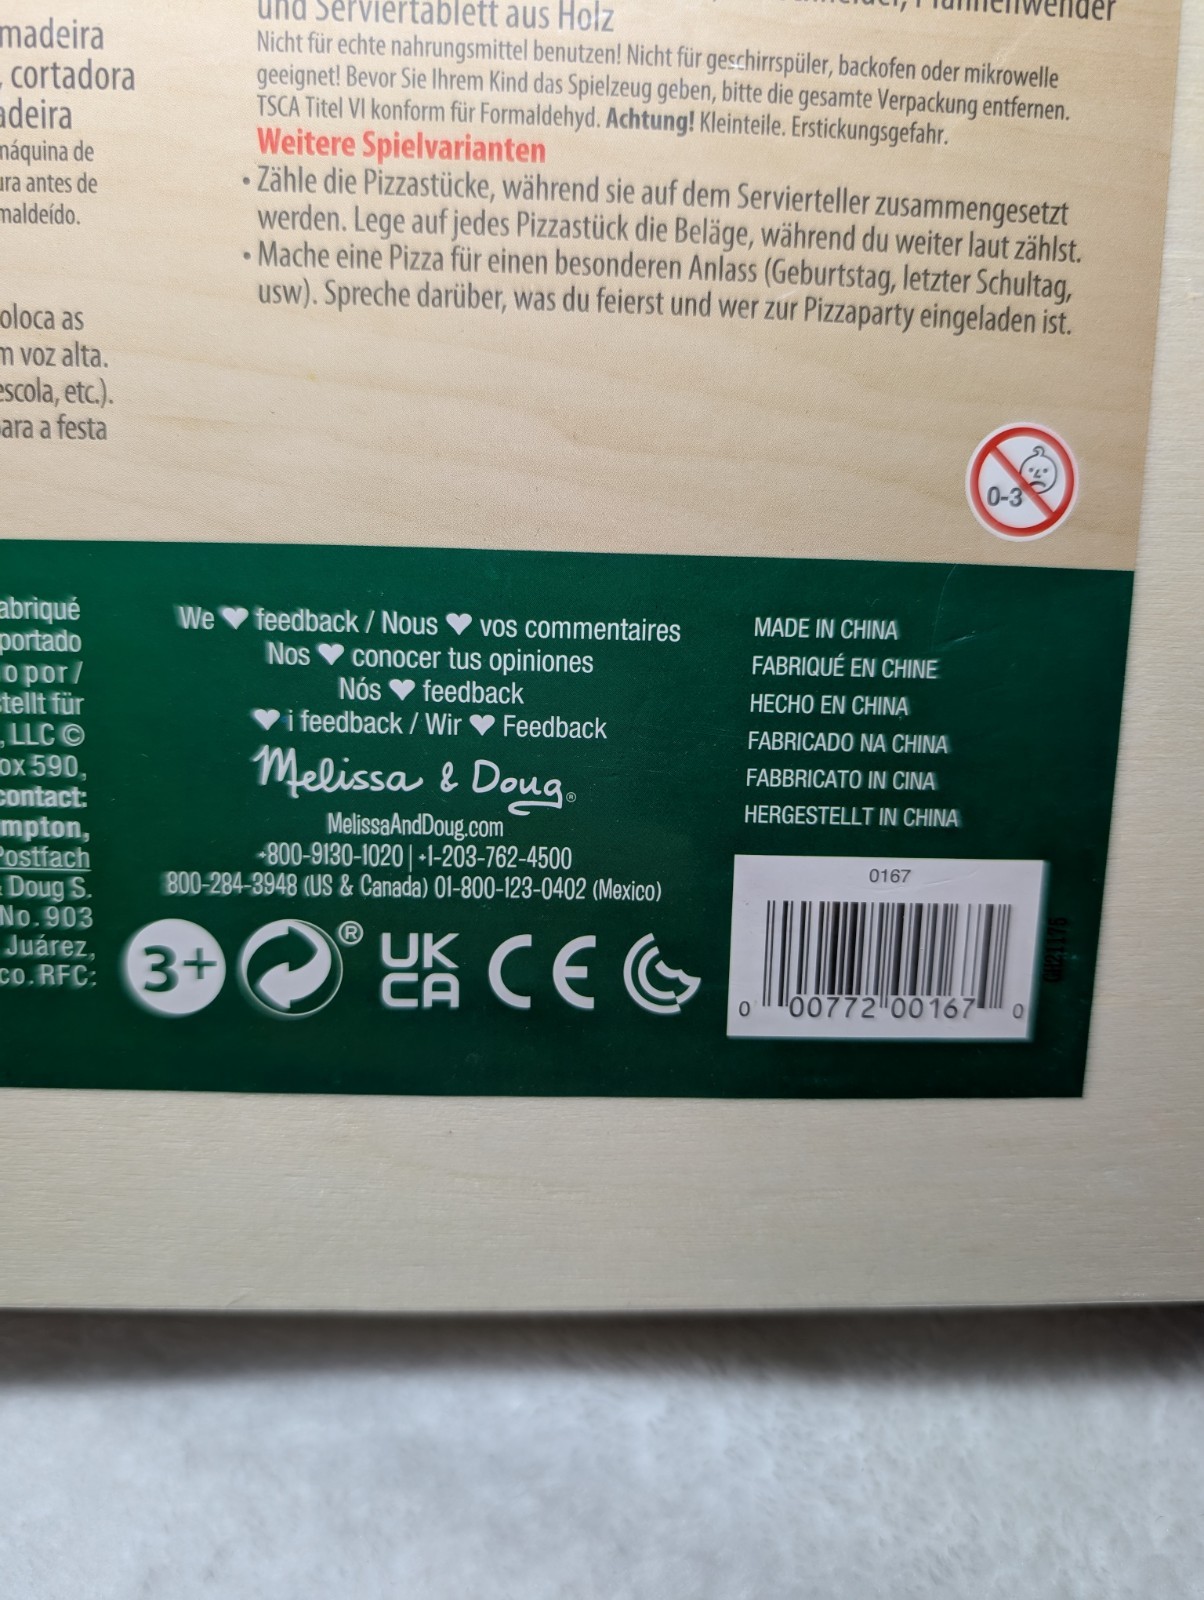 madeira
, cortadora
adeira
máquina de
ura antes de
maldeído.
oloca as
m voz alta.
escola, etc.).
para a festa
und Serviertablett aus Holz
Nicht für echte nahrungsmittel benutzen! Nicht für geschirrspüler, backofen oder mikrowelle
geeignet! Bevor Sie Ihrem Kind das Spielzeug geben, bitte die gesamte Verpackung entfernen.
TSCA Titel VI konform für Formaldehyd. Achtung! Kleinteile. Erstickungsgefahr.
Weitere Spielvarianten
• Zähle die Pizzastücke, während sie auf dem Servierteller zusammengesetzt
werden. Lege auf jedes Pizzastück die Beläge, während du weiter laut zählst.
• Mache eine Pizza für einen besonderen Anlass (Geburtstag, letzter Schultag,
usw). Spreche darüber, was du feierst und wer zur Pizzaparty eingeladen ist.
0-3
abriqué
portado
o por /
tellt für
, LLC ©
ox 590,
contact:
mpton,
Postfach
& Doug S.
No. 903
Juárez,
co. RFC:
We ♥ feedback / Nous ♥ vos commentaires
Nos ♥ conocer tus opiniones
Nós ♥ feedback
♥ i feedback / Wir ♥ Feedback
Melissa & Doug®
MelissaAndDoug.com
+800-9130-1020 | +1-203-762-4500
800-284-3948 (US & Canada) 01-800-123-0402 (Mexico)
3+
®
UK
CA
CE
MADE IN CHINA
FABRIQUÉ EN CHINE
HECHO EN CHINA
FABRICADO NA CHINA
FABBRICATO IN CINA
HERGESTELLT IN CHINA
0167
0 00772 00167 0